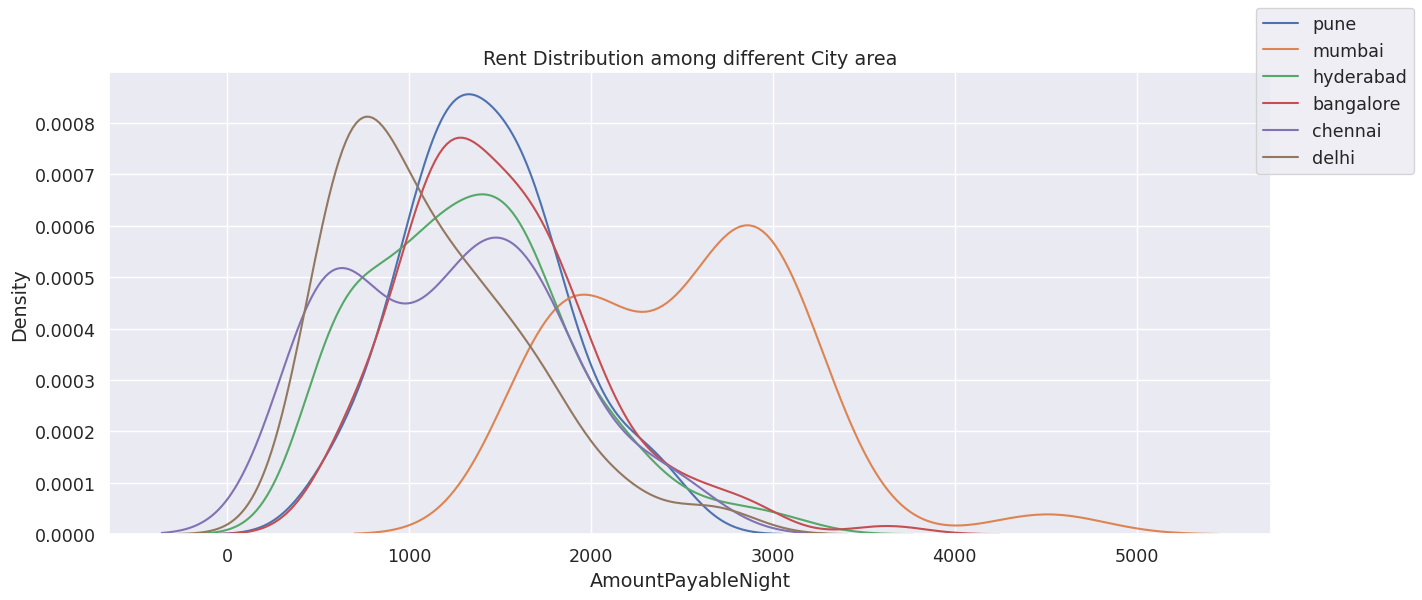 Rent Distribution among different City area
pune
mumbai
hyderabad
bangalore
chennai
delhi
Density
0.0008
0.0007
0.0006
0.0005
0.0004
0.0003
0.0002
0.0001
0.0000
0 1000 2000 3000 4000 5000
AmountPayableNight